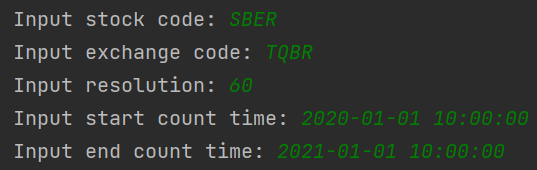 Input stock code: SBER
Input exchange code: TQBR
Input resolution: 60
Input start count time: 2020-01-01 10:00:00
Input end count time: 2021-01-01 10:00:00